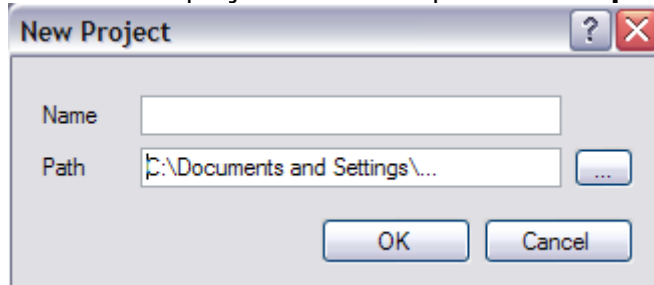 New Project
?
Name
Path C:\Documents and Settings\... ...
OK Cancel